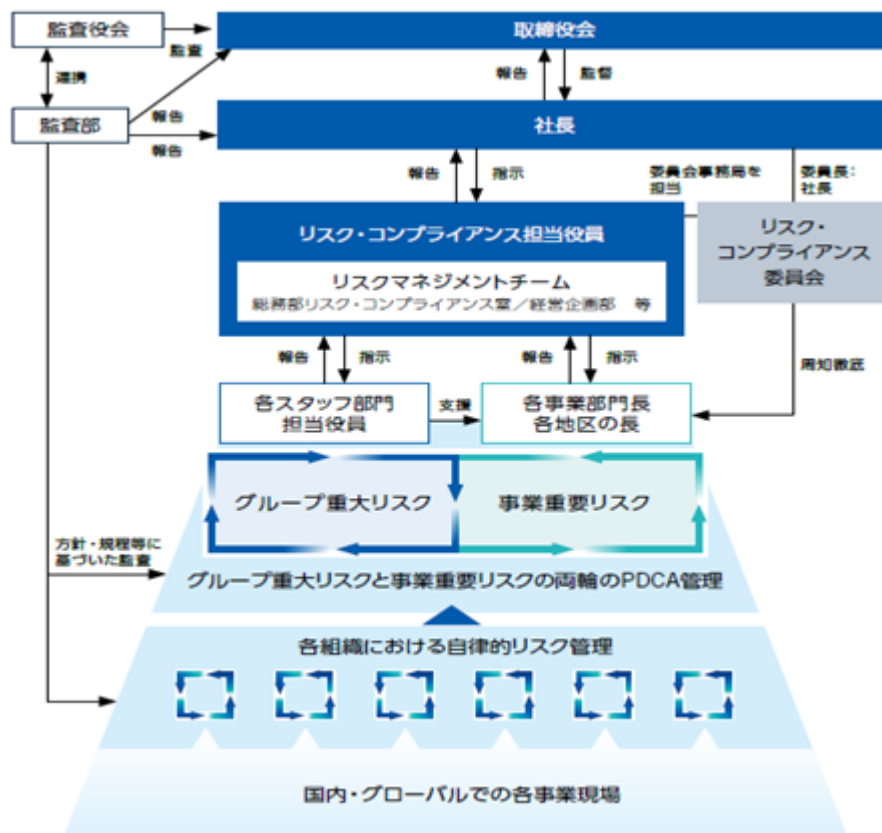 監査役会
監査
取締役会
連携
報告
監督
監査部
報告
報告
社長
報告
指示
委員会事務局を
担当
委員長：
社長
リスク・コンプライアンス担当役員
リスク・
コンプライアンス
委員会
リスクマネジメントチーム
総務部リスク・コンプライアンス室／経営企画部　等
報告
指示
報告
指示
周知徹底
各スタッフ部門
担当役員
支援
各事業部門長
各地区の長
グループ重大リスク
事業重要リスク
方針・規程等に
基づいた監査
グループ重大リスクと事業重要リスクの両輪のPDCA管理
各組織における自律的リスク管理
国内・グローバルでの各事業現場